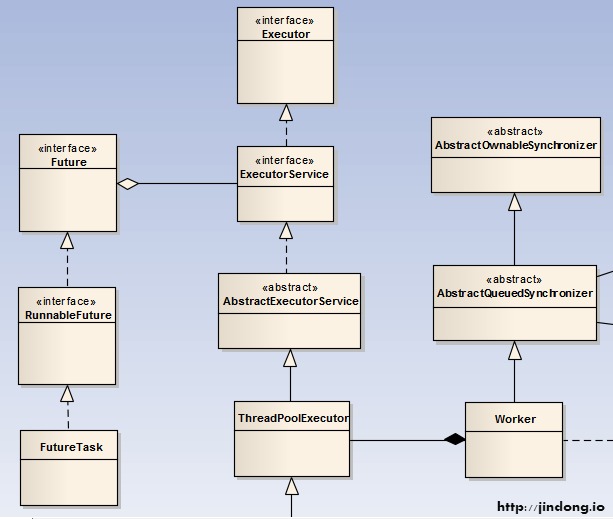 «interface»
Executor
«interface»
Future
«interface»
ExecutorService
«abstract»
AbstractOwnableSynchronizer
«interface»
RunnableFuture
«abstract»
AbstractExecutorService
«abstract»
AbstractQueuedSynchronizer
FutureTask
ThreadPoolExecutor
Worker
http://jindong.io